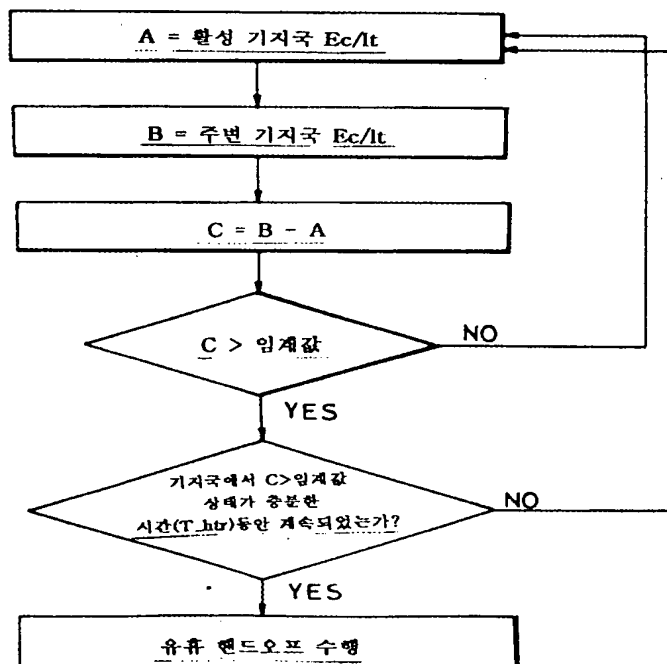 A = 활성 기지국 Ec/It
B = 주변 기지국 Ec/It
C = B - A
C > 임계값
NO
YES
기지국에서 C>임계값
상태가 충분한
시간(T_htr)동안 계속되었는가?
NO
YES
유휴 핸드오프 수행